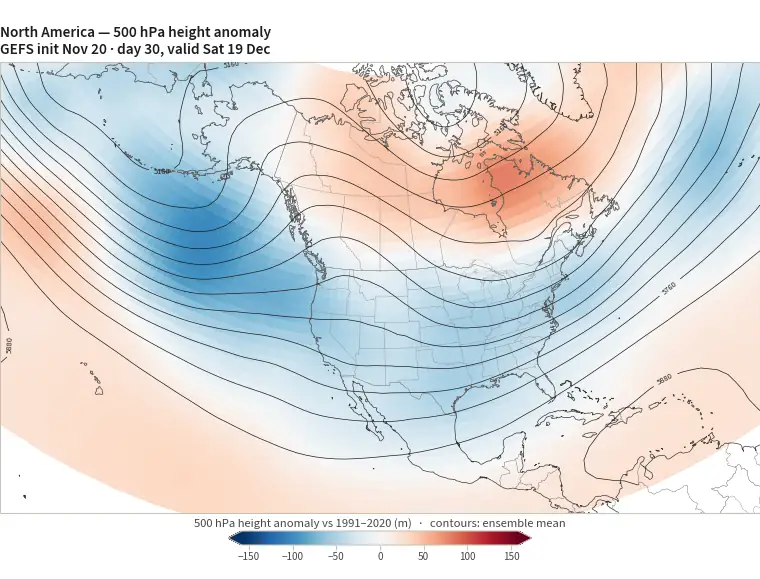 North America — 500 hPa height anomaly
GEFS init Nov 20 · day 30, valid Sat 19 Dec
5160
5160
5160
5760
5880
5880
500 hPa height anomaly vs 1991–2020 (m) · contours: ensemble mean
−150 −100 −50 0 50 100 150